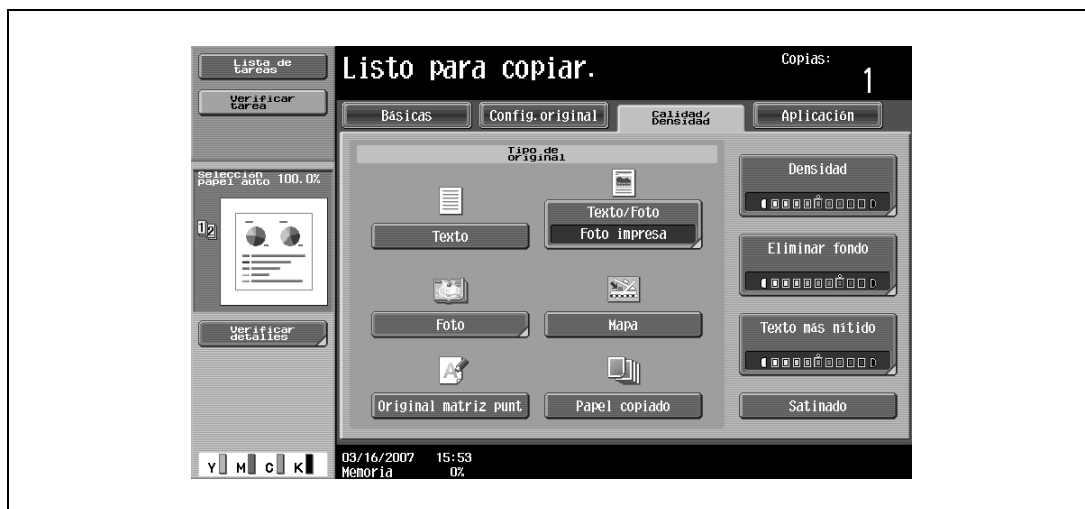 Lista de
tareas
Verificar
tarea
Listo para copiar.
Copias:
1
Básicas
Config.original
Calidad/
Densidad
Aplicación
Selección
papel auto 100.0%
12
Verificar
detalles
Tipo de
original
Texto
Texto/Foto
Foto impresa
Foto
Mapa
Original matriz punt
Papel copiado
Densidad
Eliminar fondo
Texto más nítido
Satinado
Y M C K
03/16/2007 15:53
Memoria 0%